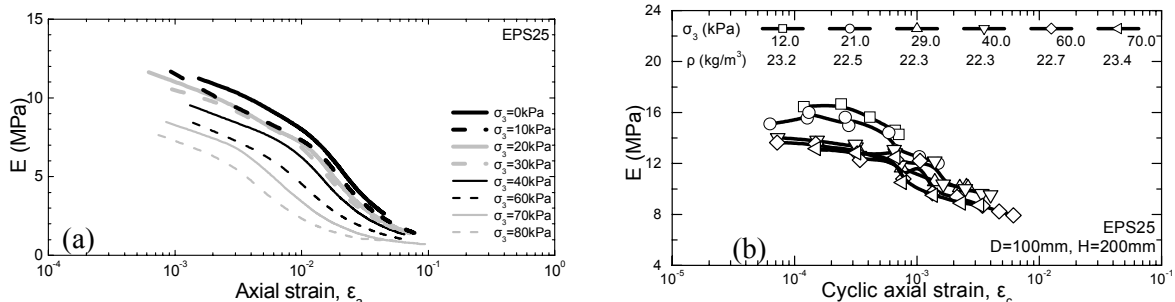 15
10
5
0
E (MPa)
EPS25
σ3=0kPa
σ3=10kPa
σ3=20kPa
σ3=30kPa
σ3=40kPa
σ3=60kPa
σ3=70kPa
σ3=80kPa
(a)
10-4 10-3 10-2 10-1 100
Axial strain, εa
24
20
16
12
8
4
E (MPa)
σ3 (kPa)
12.0 21.0 29.0 40.0 60.0 70.0
ρ (kg/m3) 23.2 22.5 22.3 22.3 22.7 23.4
(b)
EPS25
D=100mm, H=200mm
10-5 10-4 10-3 10-2 10-1
Cyclic axial strain, εc